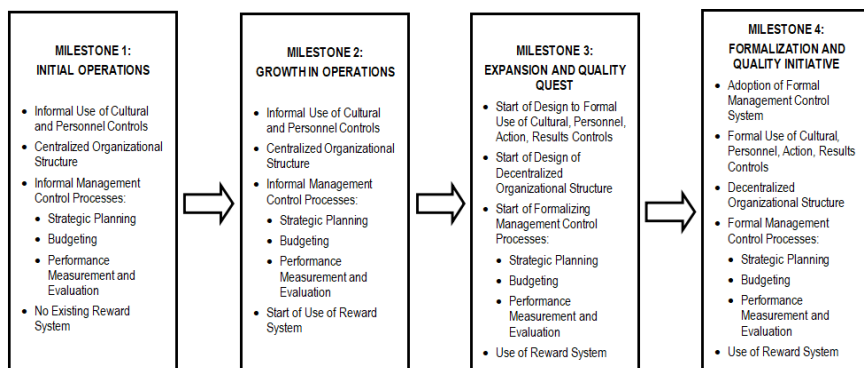 MILESTONE 1:
INITIAL OPERATIONS
• Informal Use of Cultural
and Personnel Controls
• Centralized Organizational
Structure
• Informal Management
Control Processes:
• Strategic Planning
• Budgeting
• Performance
Measurement and
Evaluation
• No Existing Reward
System
MILESTONE 2:
GROWTH IN OPERATIONS
• Informal Use of Cultural
and Personnel Controls
• Centralized Organizational
Structure
• Informal Management
Control Processes:
• Strategic Planning
• Budgeting
• Performance
Measurement and
Evaluation
• Start of Use of Reward
System
MILESTONE 3:
EXPANSION AND QUALITY
QUEST
• Start of Design to Formal
Use of Cultural, Personnel,
Action, Results Controls
• Start of Design of
Decentralized
Organizational Structure
• Start of Formalizing
Management Control
Processes:
• Strategic Planning
• Budgeting
• Performance
Measurement and
Evaluation
• Use of Reward System
MILESTONE 4:
FORMALIZATION AND
QUALITY INITIATIVE
• Adoption of Formal
Management Control
System
• Formal Use of Cultural,
Personnel, Action, Results
Controls
• Decentralized
Organizational Structure
• Formal Management
Control Processes:
• Strategic Planning
• Budgeting
• Performance
Measurement and
Evaluation
• Use of Reward System